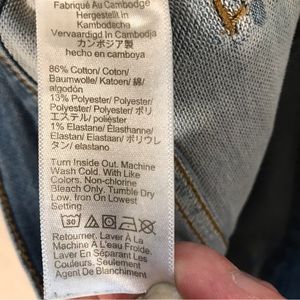 Fabriqué Au Cambodge
Hergestellt In
Kambodscha
Vervaardigd In Cambodja
カンボジア製
hecho en camboya
86% Cotton/ Coton/
Baumwolle/ Katoen/ 綿/
algodón
13% Polyester/ Polyester/
Polyester/ Polyester/ ポリ
エステル/ poliéster
1% Elastane/ Élasthanne/
Elastan/ Elastaan/ ポリウレ
タン/ elastano
Turn Inside Out. Machine
Wash Cold. With Like
Colors. Non-chlorine
Bleach Only. Tumble Dry
Low. Iron On Lowest
Setting.
30
Retourner. Laver À La
Machine À L'eau Froide.
Laver En Séparant Les
Couleurs. Seulement
Agent De Blanchiment